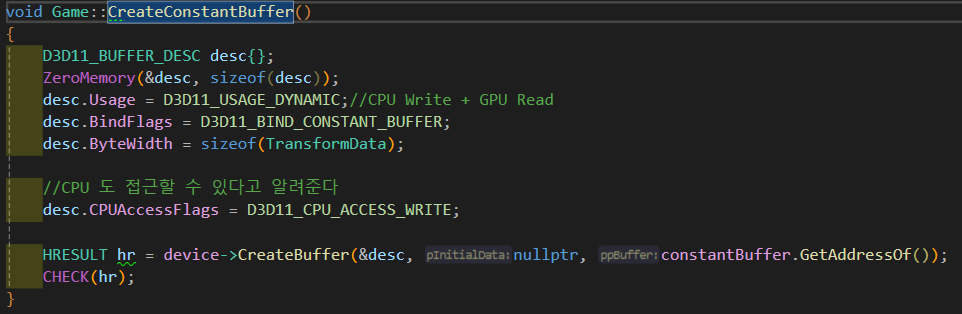 void Game::CreateConstantBuffer()
{
    D3D11_BUFFER_DESC desc{};
    ZeroMemory(&desc, sizeof(desc));
    desc.Usage = D3D11_USAGE_DYNAMIC;//CPU Write + GPU Read
    desc.BindFlags = D3D11_BIND_CONSTANT_BUFFER;
    desc.ByteWidth = sizeof(TransformData);

    //CPU 도 접근할 수 있다고 알려준다
    desc.CPUAccessFlags = D3D11_CPU_ACCESS_WRITE;

    HRESULT hr = device->CreateBuffer(&desc, pInitialData:nullptr, ppBuffer:constantBuffer.GetAddressOf());
    CHECK(hr);
}